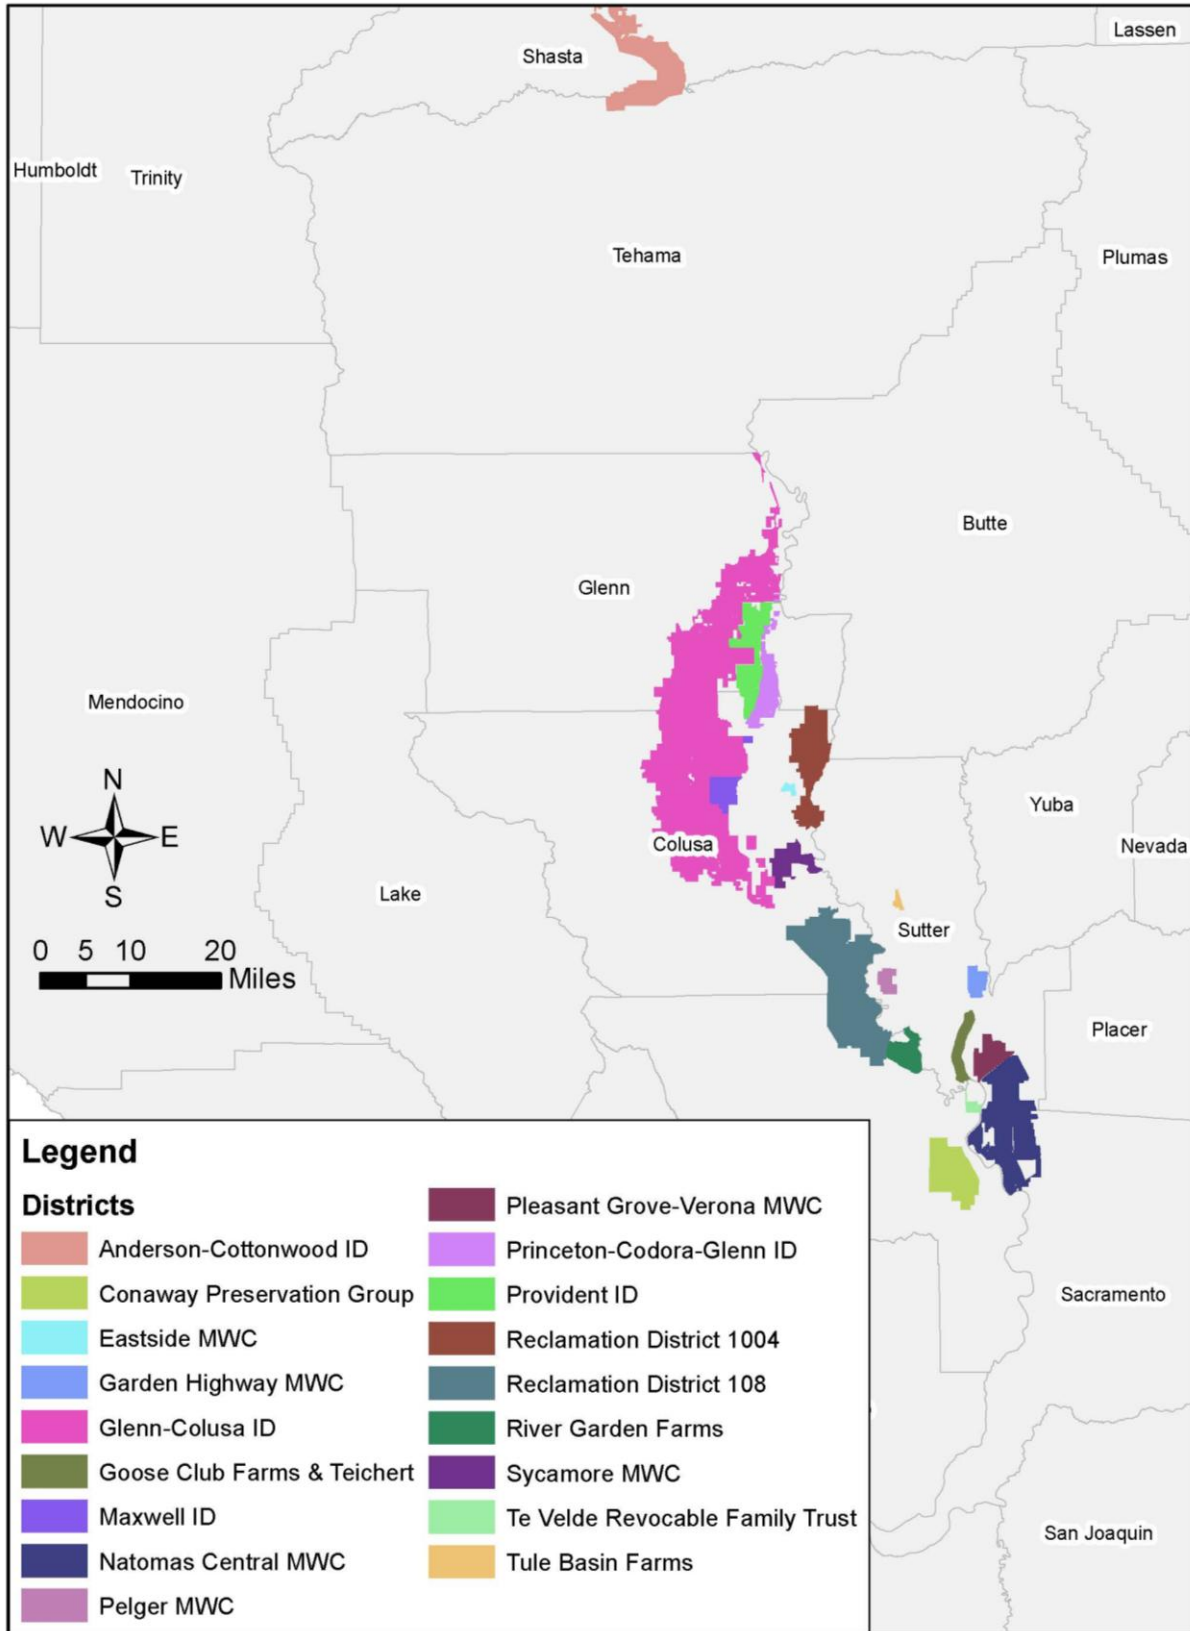 Lassen
Shasta
Humboldt
Trinity
Tehama
Plumas
Butte
Glenn
Mendocino
N
W E
S
Yuba
Colusa
Nevada
Lake
Sutter
0 5 10 20
Miles
Placer
Sacramento
San Joaquin
Legend
Districts
Anderson-Cottonwood ID
Conaway Preservation Group
Eastside MWC
Garden Highway MWC
Glenn-Colusa ID
Goose Club Farms & Teichert
Maxwell ID
Natomas Central MWC
Pelger MWC
Pleasant Grove-Verona MWC
Princeton-Codora-Glenn ID
Provident ID
Reclamation District 1004
Reclamation District 108
River Garden Farms
Sycamore MWC
Te Velde Revocable Family Trust
Tule Basin Farms